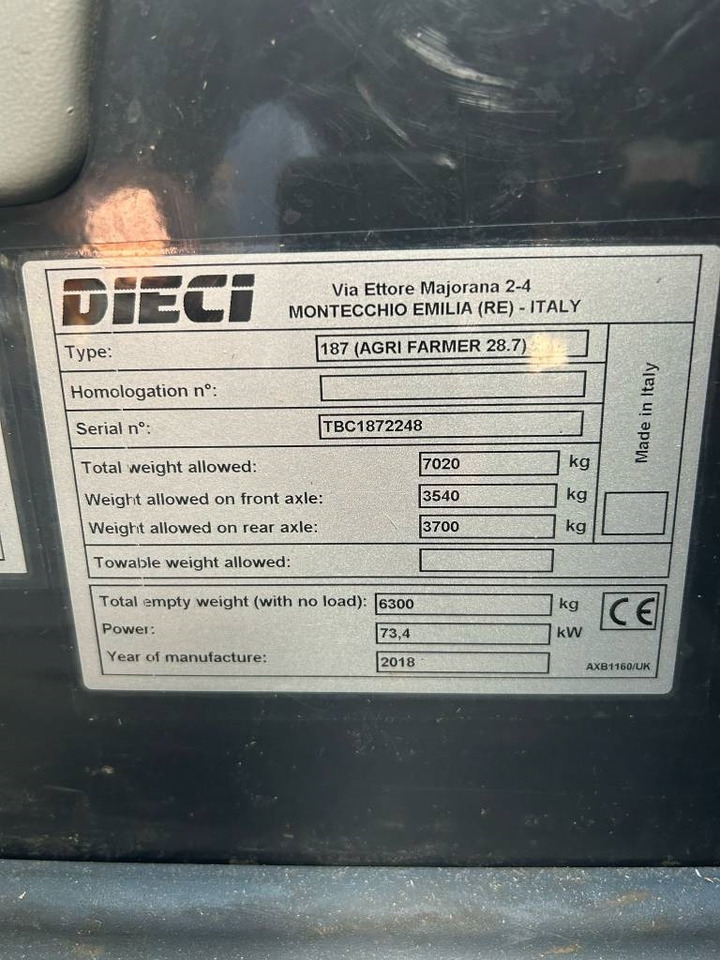 DIECI
Via Ettore Majorana 2-4
MONTECCHIO EMILIA (RE) - ITALY
Type: 187 (AGRI FARMER 28.7)
Homologation n°:
Serial n°: TBC1872248
Made in Italy
Total weight allowed: 7020 kg
Weight allowed on front axle: 3540 kg
Weight allowed on rear axle: 3700 kg
Towable weight allowed:
Total empty weight (with no load): 6300 kg
Power: 73,4 kW
Year of manufacture: 2018
CE
AXB1160/UK